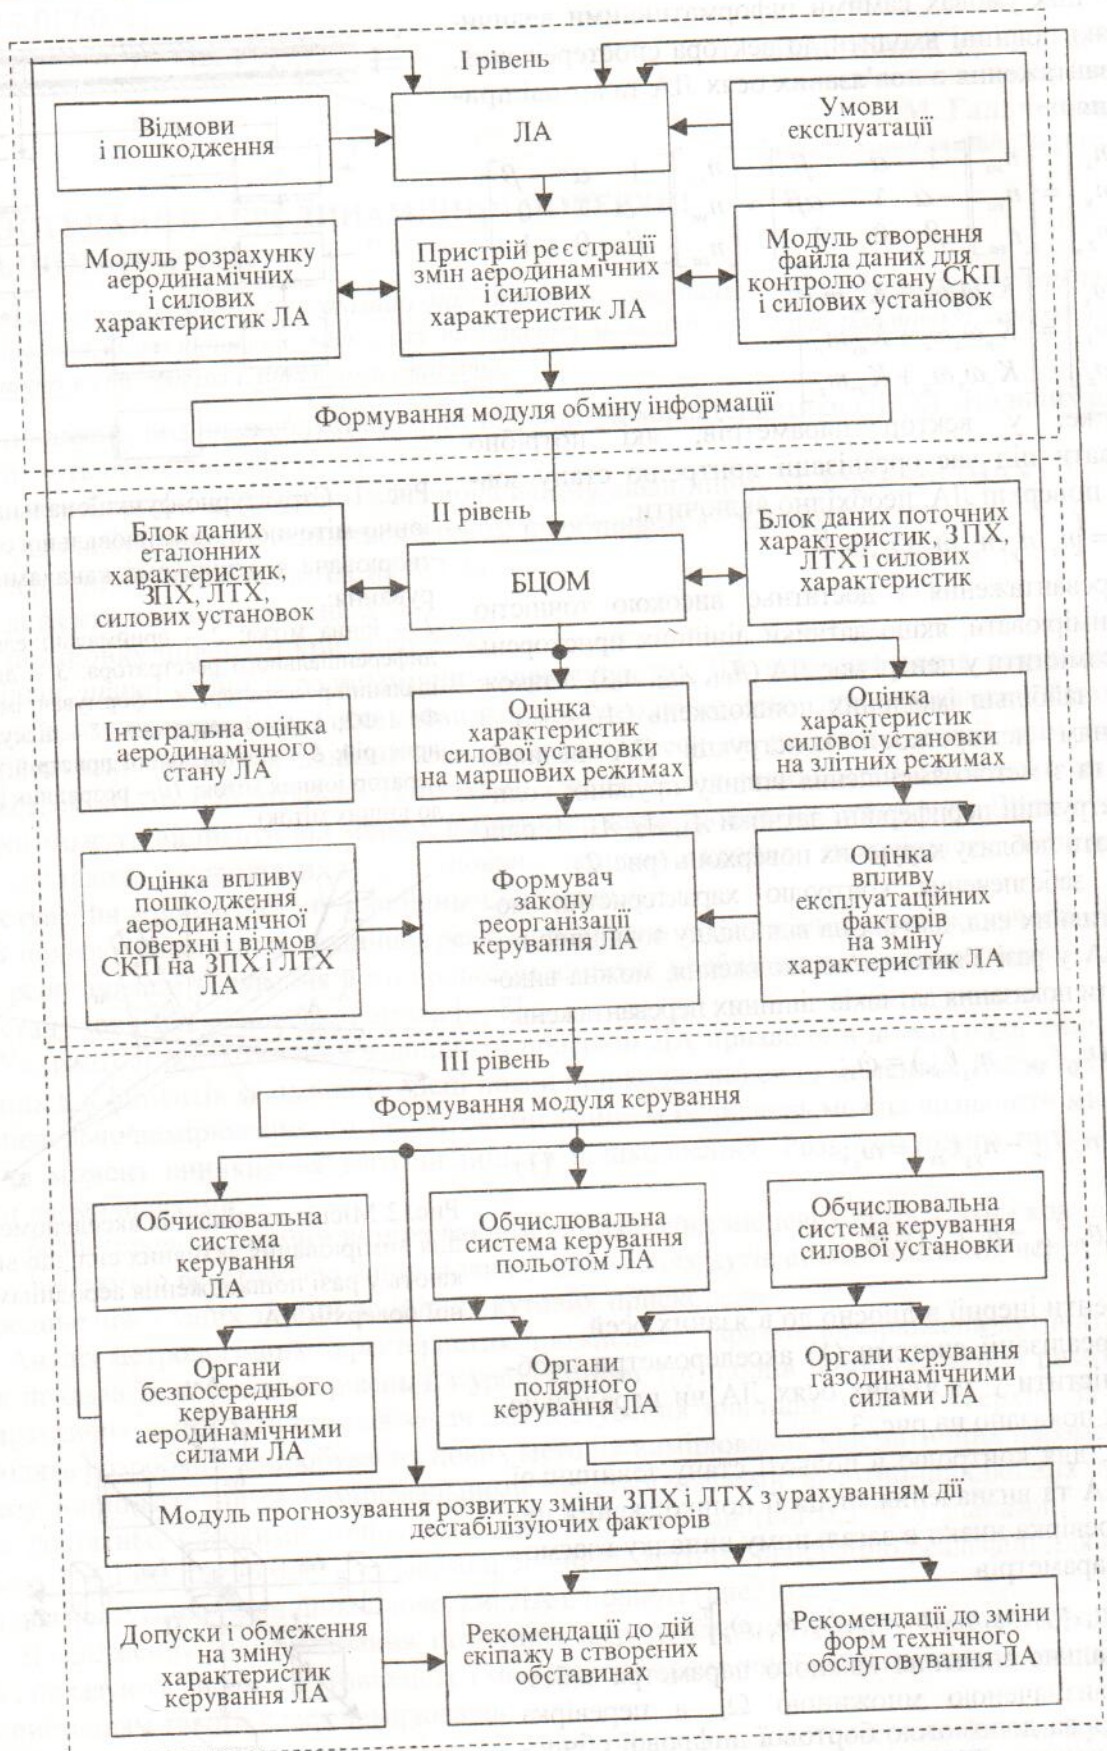 І рівень
Відмови
і пошкодження
ЛА
Умови
експлуатації
Модуль розрахунку
аеродинамічних
і силових
характеристик ЛА
Пристрій реєстрації
змін аеродинамічних
і силових
характеристик ЛА
Модуль створення
файла даних для
контролю стану СКП
і силових установок
Формування модуля обміну інформації
ІІ рівень
Блок даних
еталонних
характеристик,
ЗПХ, ЛТХ,
силових установок
БЦОМ
Блок даних поточних
характеристик, ЗПХ,
ЛТХ і силових
характеристик
Інтегральна оцінка
аеродинамічного
стану ЛА
Оцінка
характеристик
силової установки
на маршових режимах
Оцінка
характеристик
силової установки
на злітних режимах
Оцінка впливу
пошкодження
аеродинамічної
поверхні і відмов
СКП на ЗПХ і ЛТХ
ЛА
Формувач
закону
реорганізації
керування ЛА
Оцінка
впливу
експлуатаційних
факторів
на зміну
характеристик ЛА
ІІІ рівень
Формування модуля керування
Обчислювальна
система
керування
ЛА
Обчислювальна
система керування
польотом ЛА
Обчислювальна
система керування
силової установки
Органи
безпосереднього
керування
аеродинамічними
силами ЛА
Органи
полярного
керування ЛА
Органи керування
газодинамічними
силами ЛА
Модуль прогнозування розвитку зміни ЗПХ і ЛТХ з урахуванням дії
дестабілізуючих факторів
Допуски і обмеження
на зміну
характеристик
керування ЛА
Рекомендації до дій
екіпажу в створених
обставинах
Рекомендації до зміни
форм технічного
обслуговування ЛА